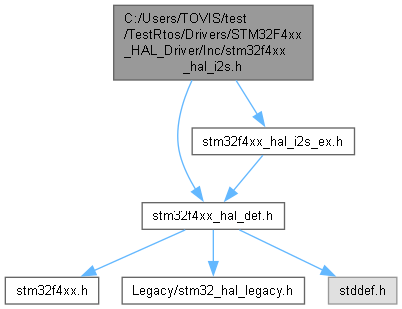 C:/Users/TOVIS/test
/TestRtos/Drivers/STM32F4xx
_HAL_Driver/Inc/stm32f4xx
_hal_i2s.h
stm32f4xx_hal_i2s_ex.h
stm32f4xx_hal_def.h
stm32f4xx.h
Legacy/stm32_hal_legacy.h
stddef.h